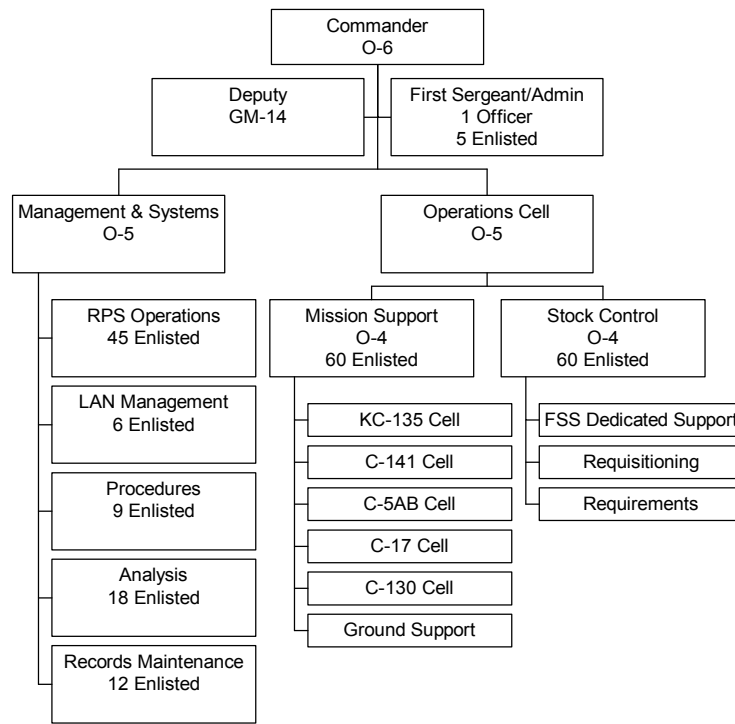 Commander
O-6
Deputy
GM-14
First Sergeant/Admin
1 Officer
5 Enlisted
Management & Systems
O-5
Operations Cell
O-5
RPS Operations
45 Enlisted
LAN Management
6 Enlisted
Procedures
9 Enlisted
Analysis
18 Enlisted
Records Maintenance
12 Enlisted
Mission Support
O-4
60 Enlisted
KC-135 Cell
C-141 Cell
C-5AB Cell
C-17 Cell
C-130 Cell
Ground Support
Stock Control
O-4
60 Enlisted
FSS Dedicated Support
Requisitioning
Requirements